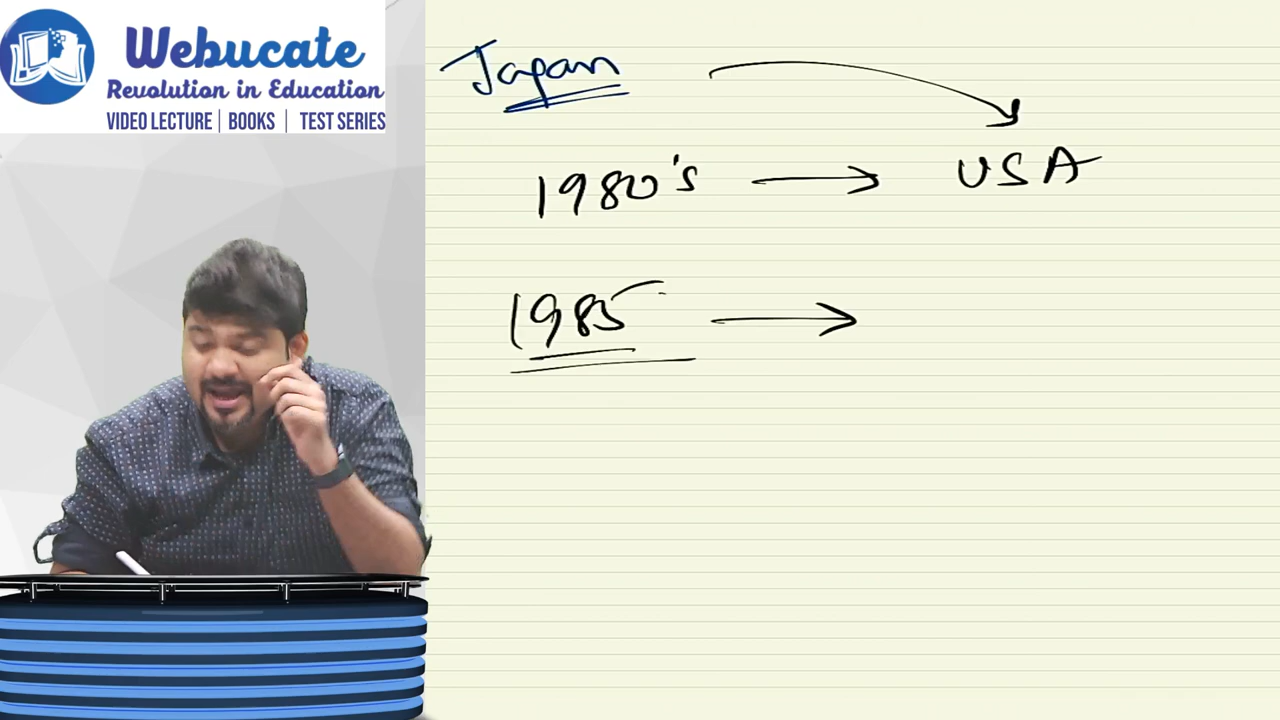 Webucate
Revolution in Education
VIDEO LECTURE | BOOKS | TEST SERIES
Japan
1980's → USA
1985 →